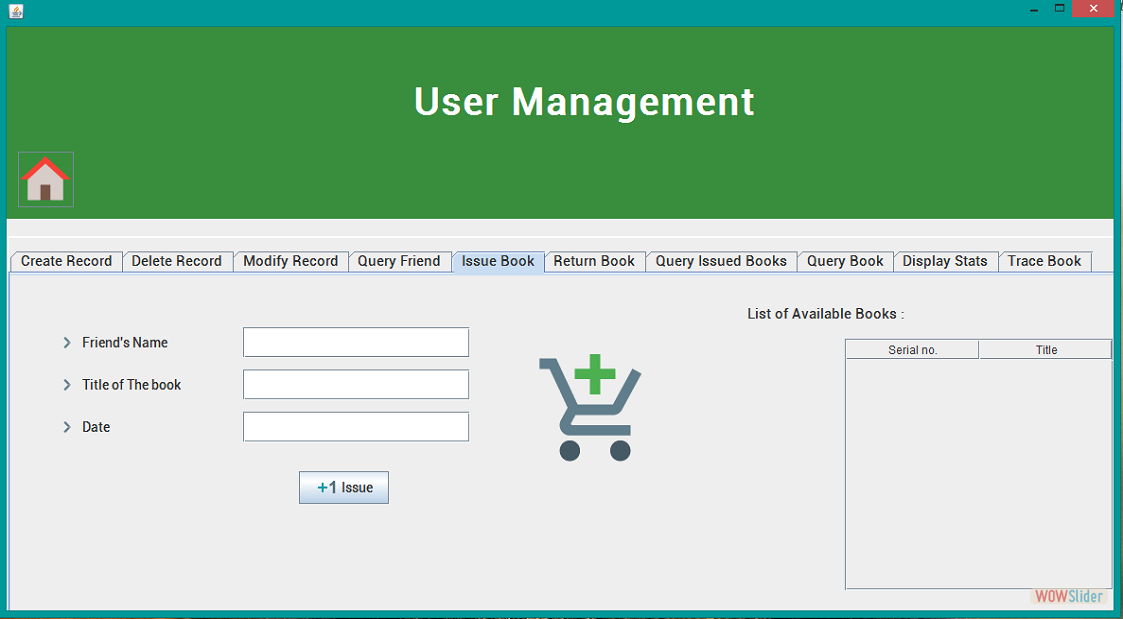 User Management
Create Record Delete Record Modify Record Query Friend Issue Book Return Book Query Issued Books Query Book Display Stats Trace Book
List of Available Books :
Friend's Name
Serial no. Title
Title of The book
Date
+1 Issue
WOWSlider